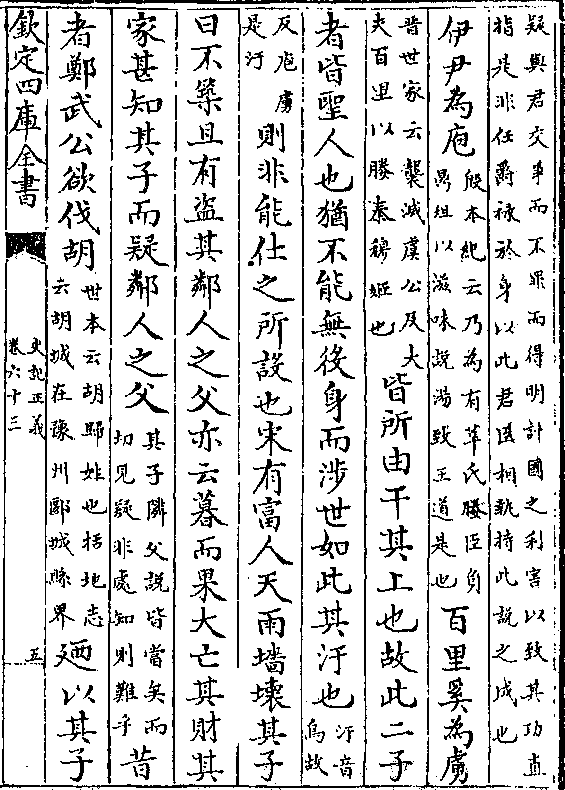 疑與君交爭而不罪而得明計國之利害以致其功直
指是非任爵祿於身以此君臣相執持此說之成也
伊尹為庖殷本紀云乃為有莘氏媵臣負
鼎俎以滋味說湯致王道是也百里奚為虜
晉世家云襲滅虞公及大
夫百里以媵秦穆姬也皆所由干其上也故此二子
者皆聖人也猶不能無役身而涉世如此其汙也汙音
烏故
反庖虜
是汙則非能仕之所設也宋有富人天雨墻壞其子
曰不築且有盜其鄰人之父亦云暮而果大亡其財其
家甚知其子而疑鄰人之父其子隣父說皆當矣而
切見疑非處知則難乎昔
者鄭武公欲伐胡世本云胡歸姓也括地志
云胡城在豫州郾城縣界廼以其子
欽定四庫全書
史記正義
卷六十三
五